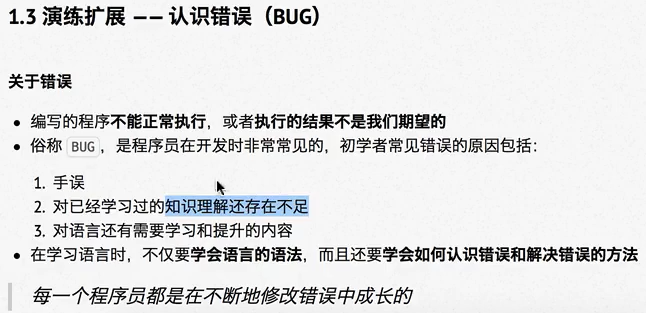 1.3 演练扩展 —— 认识错误（BUG）
关于错误
• 编写的程序不能正常执行，或者执行的结果不是我们期望的
• 俗称 BUG ，是程序员在开发时非常常见的，初学者常见错误的原因包括：
1. 手误
2. 对已经学习过的知识理解还存在不足
3. 对语言还有需要学习和提升的内容
• 在学习语言时，不仅要学会语言的语法，而且还要学会如何认识错误和解决错误的方法
每一个程序员都是在不断地修改错误中成长的